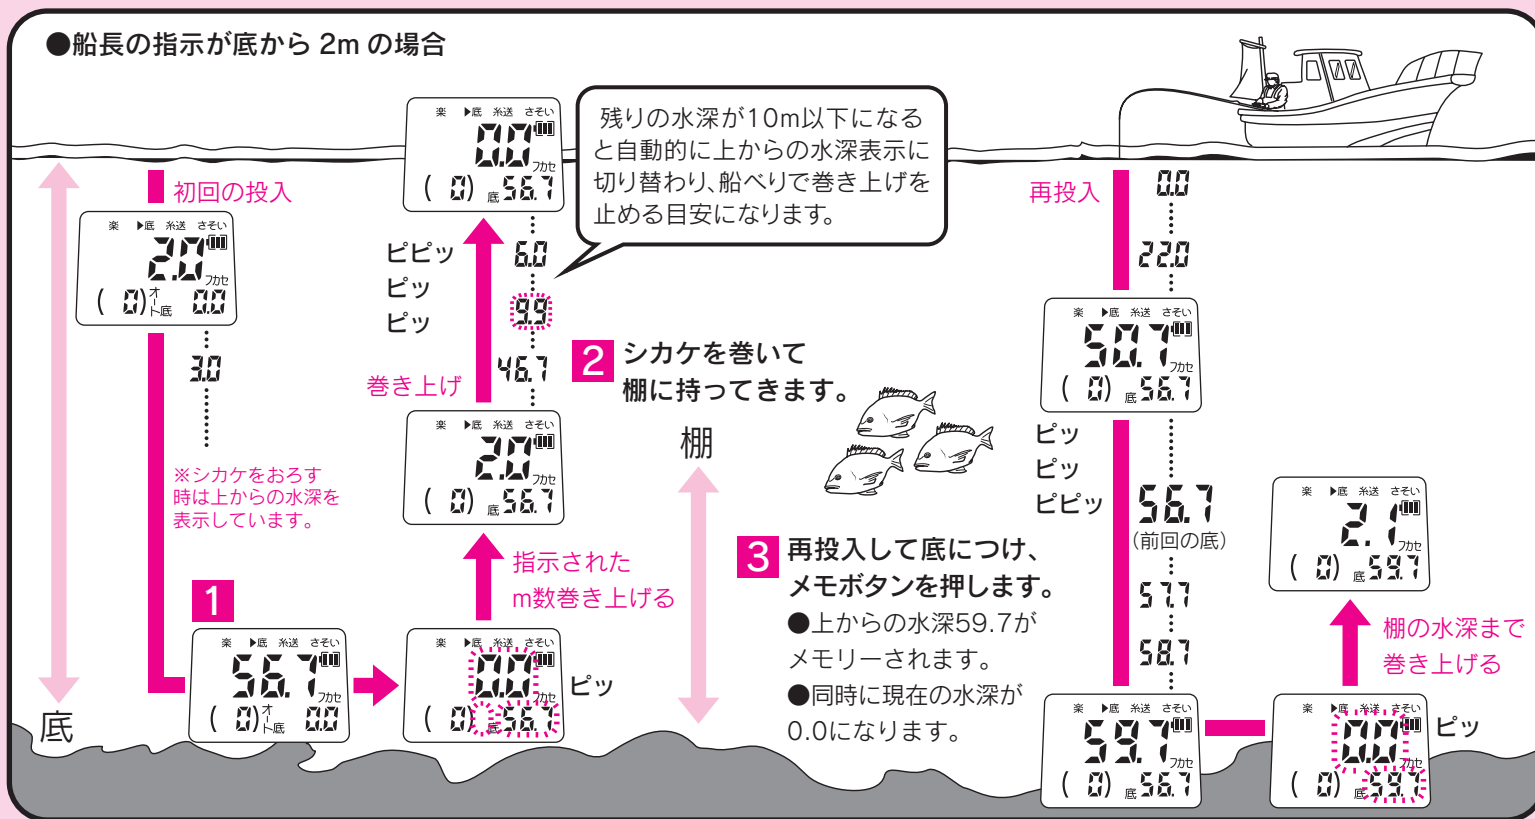 ●船長の指示が底から 2m の場合
初回の投入
楽 ▶底 糸送 さそい
2.0
フカセ
( 0) オート底 0.0
3.0
※シカケをおろす
時は上からの水深を
表示しています。
底
1
楽 ▶底 糸送 さそい
56.7
フカセ
( 0) オート底 0.0
楽 ▶底 糸送 さそい
0.0
フカセ
( 0) 底 56.7
ピッ
指示された
m数巻き上げる
楽 ▶底 糸送 さそい
2.0
フカセ
( 0) 底 56.7
巻き上げ
46.7
9.9
6.0
ピピッ
ピッ
ピッ
楽 ▶底 糸送 さそい
0.0
フカセ
( 0) 底 56.7
残りの水深が10m以下になる
と自動的に上からの水深表示に
切り替わり、船べりで巻き上げを
止める目安になります。
2 シカケを巻いて
棚に持ってきます。
棚
3 再投入して底につけ、
メモボタンを押します。
●上からの水深59.7が
メモリーされます。
●同時に現在の水深が
0.0になります。
再投入
0.0
22.0
楽 ▶底 糸送 さそい
50.7
フカセ
( 0) 底 56.7
ピッ
ピッ
ピピッ
56.7
(前回の底)
57.7
58.7
楽 ▶底 糸送 さそい
59.7
フカセ
( 0) 底 56.7
楽 ▶底 糸送 さそい
0.0
フカセ
( 0) 底 59.7
ピッ
棚の水深まで
巻き上げる
楽 ▶底 糸送 さそい
2.1
フカセ
( 0) 底 59.7